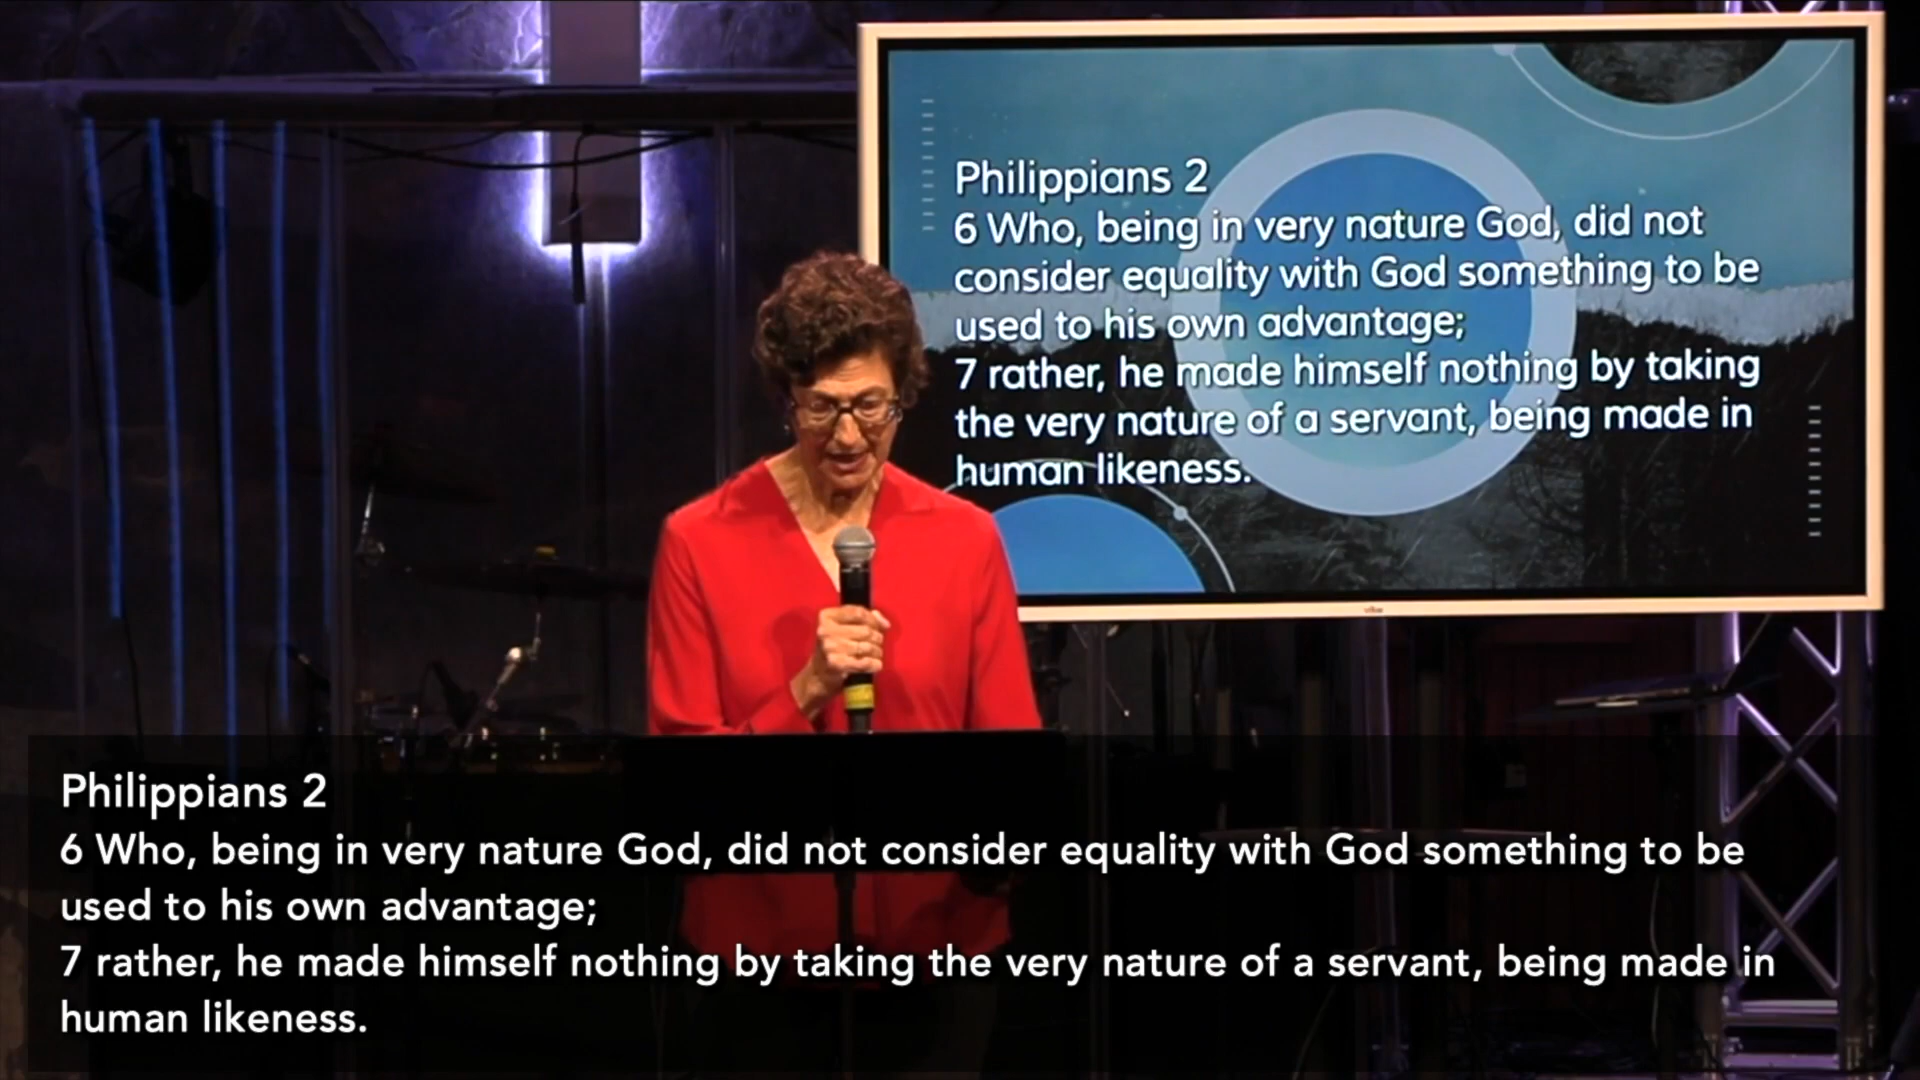 Philippians 2
6 Who, being in very nature God, did not
consider equality with God something to be
used to his own advantage;
7 rather, he made himself nothing by taking
the very nature of a servant, being made in
human likeness.
Philippians 2
6 Who, being in very nature God, did not consider equality with God something to be
used to his own advantage;
7 rather, he made himself nothing by taking the very nature of a servant, being made in
human likeness.